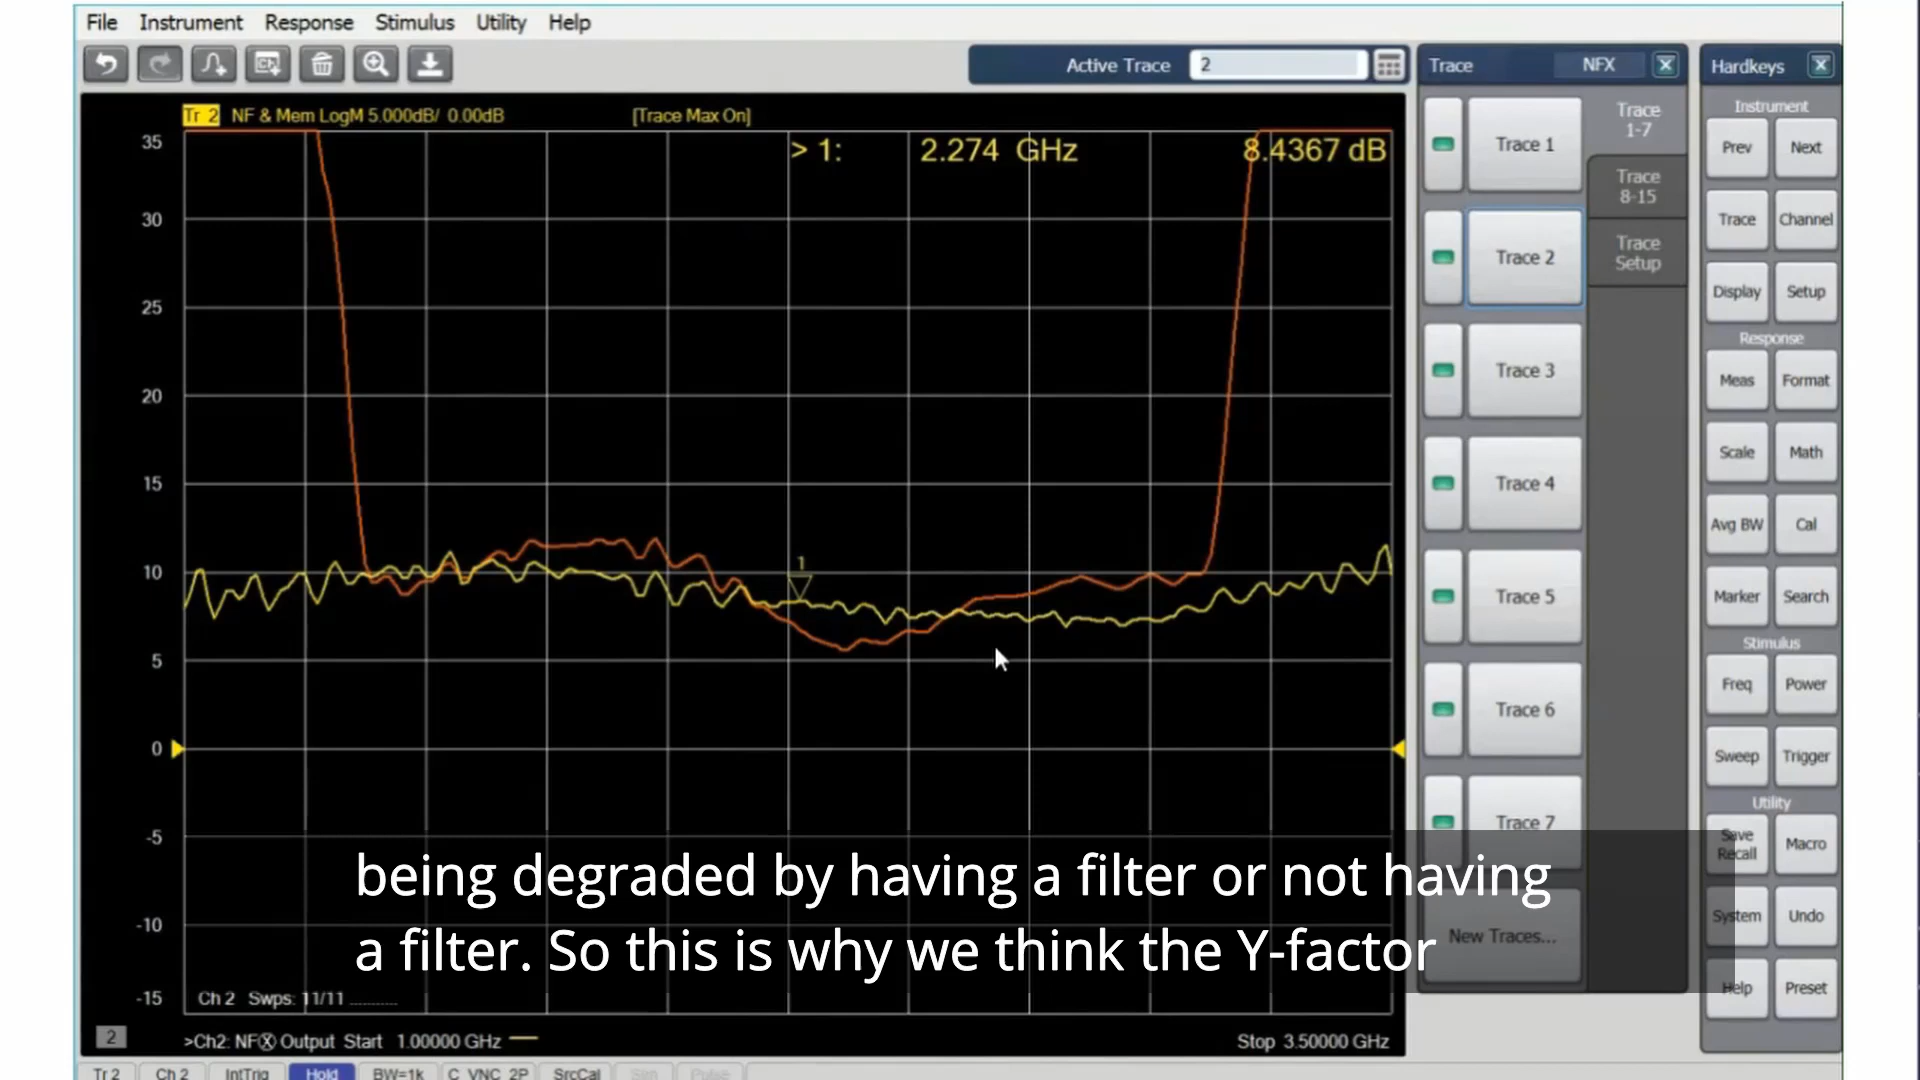 File Instrument Response Stimulus Utility Help
Active Trace 2
Trace NFX
Hardkeys
Tr 2 NF & Mem LogM 5.000dB/ 0.00dB [Trace Max On]
> 1: 2.274 GHz 8.4367 dB
35
30
25
20
15
10
5
0
-5
-10
-15
1
Trace 1
Trace 2
Trace 3
Trace 4
Trace 5
Trace 6
Trace 7
New Traces...
Trace
1-7
Trace
8-15
Trace
Setup
Instrument
Prev Next
Trace Channel
Display Setup
Response
Meas Format
Scale Math
Avg BW Cal
Marker Search
Stimulus
Freq Power
Sweep Trigger
Utility
Save
Recall Macro
System Undo
Help Preset
being degraded by having a filter or not having
a filter. So this is why we think the Y-factor
Ch 2 Swps: 11/11
2
>Ch2: NFⓧ Output Start 1.00000 GHz
Stop 3.50000 GHz
Tr 2 Ch 2 IntTrig Hold BW=1k C VNC_2P SrcCal Sim Pulse